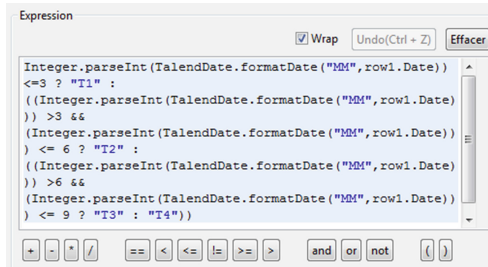 Expression
Wrap Undo(Ctrl + Z) Effacer
Integer.parseInt(TalendDate.formatDate("MM",row1.Date))
<=3 ? "T1" :
((Integer.parseInt(TalendDate.formatDate("MM",row1.Date)
)) >3 &&
(Integer.parseInt(TalendDate.formatDate("MM",row1.Date))
) <= 6 ? "T2" :
((Integer.parseInt(TalendDate.formatDate("MM",row1.Date)
)) >6 &&
(Integer.parseInt(TalendDate.formatDate("MM",row1.Date))
) <= 9 ? "T3" : "T4"))
+ - * / == < <= != >= > and or not ( )